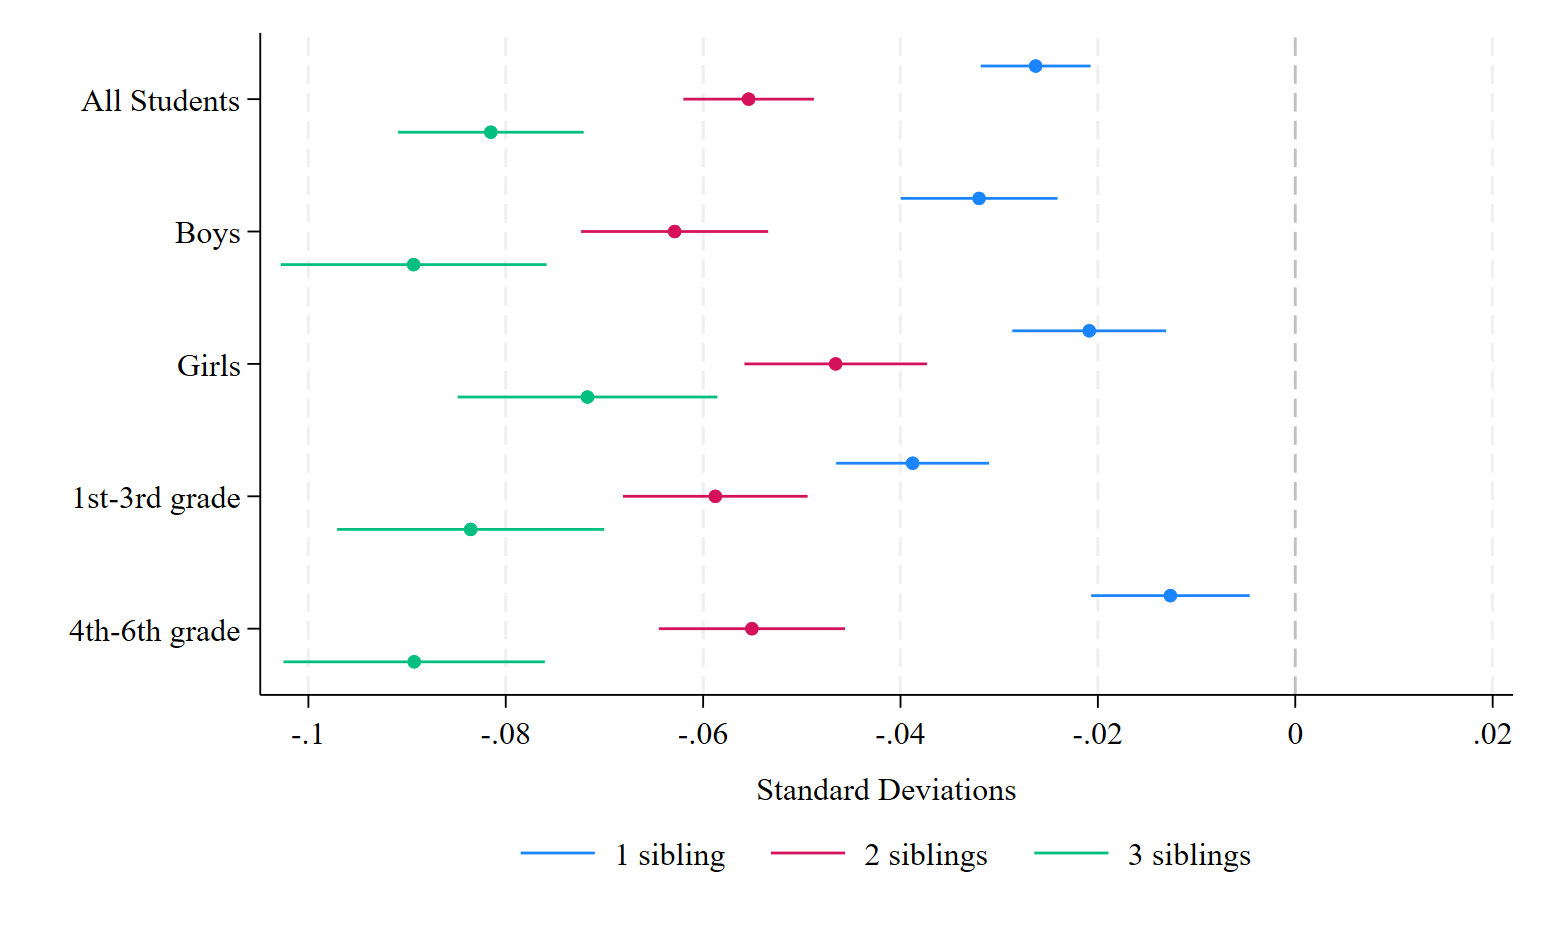 All Students
Boys
Girls
1st-3rd grade
4th-6th grade
-.1 -.08 -.06 -.04 -.02 0 .02
Standard Deviations
1 sibling 2 siblings 3 siblings